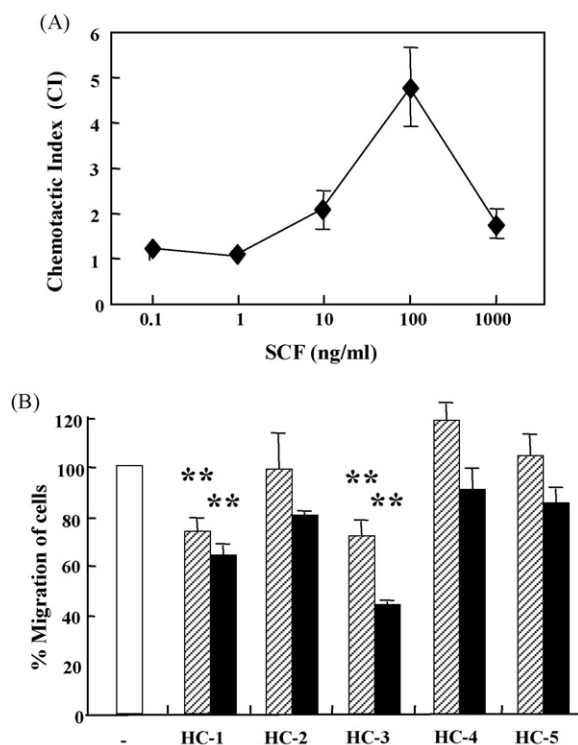 (A)
6
5
4
3
2
1
0
Chemotactic Index (CI)
0.1 1 10 100 1000
SCF (ng/ml)
(B)
120
100
80
60
40
20
0
% Migration of cells
** ** ** **
- HC-1 HC-2 HC-3 HC-4 HC-5